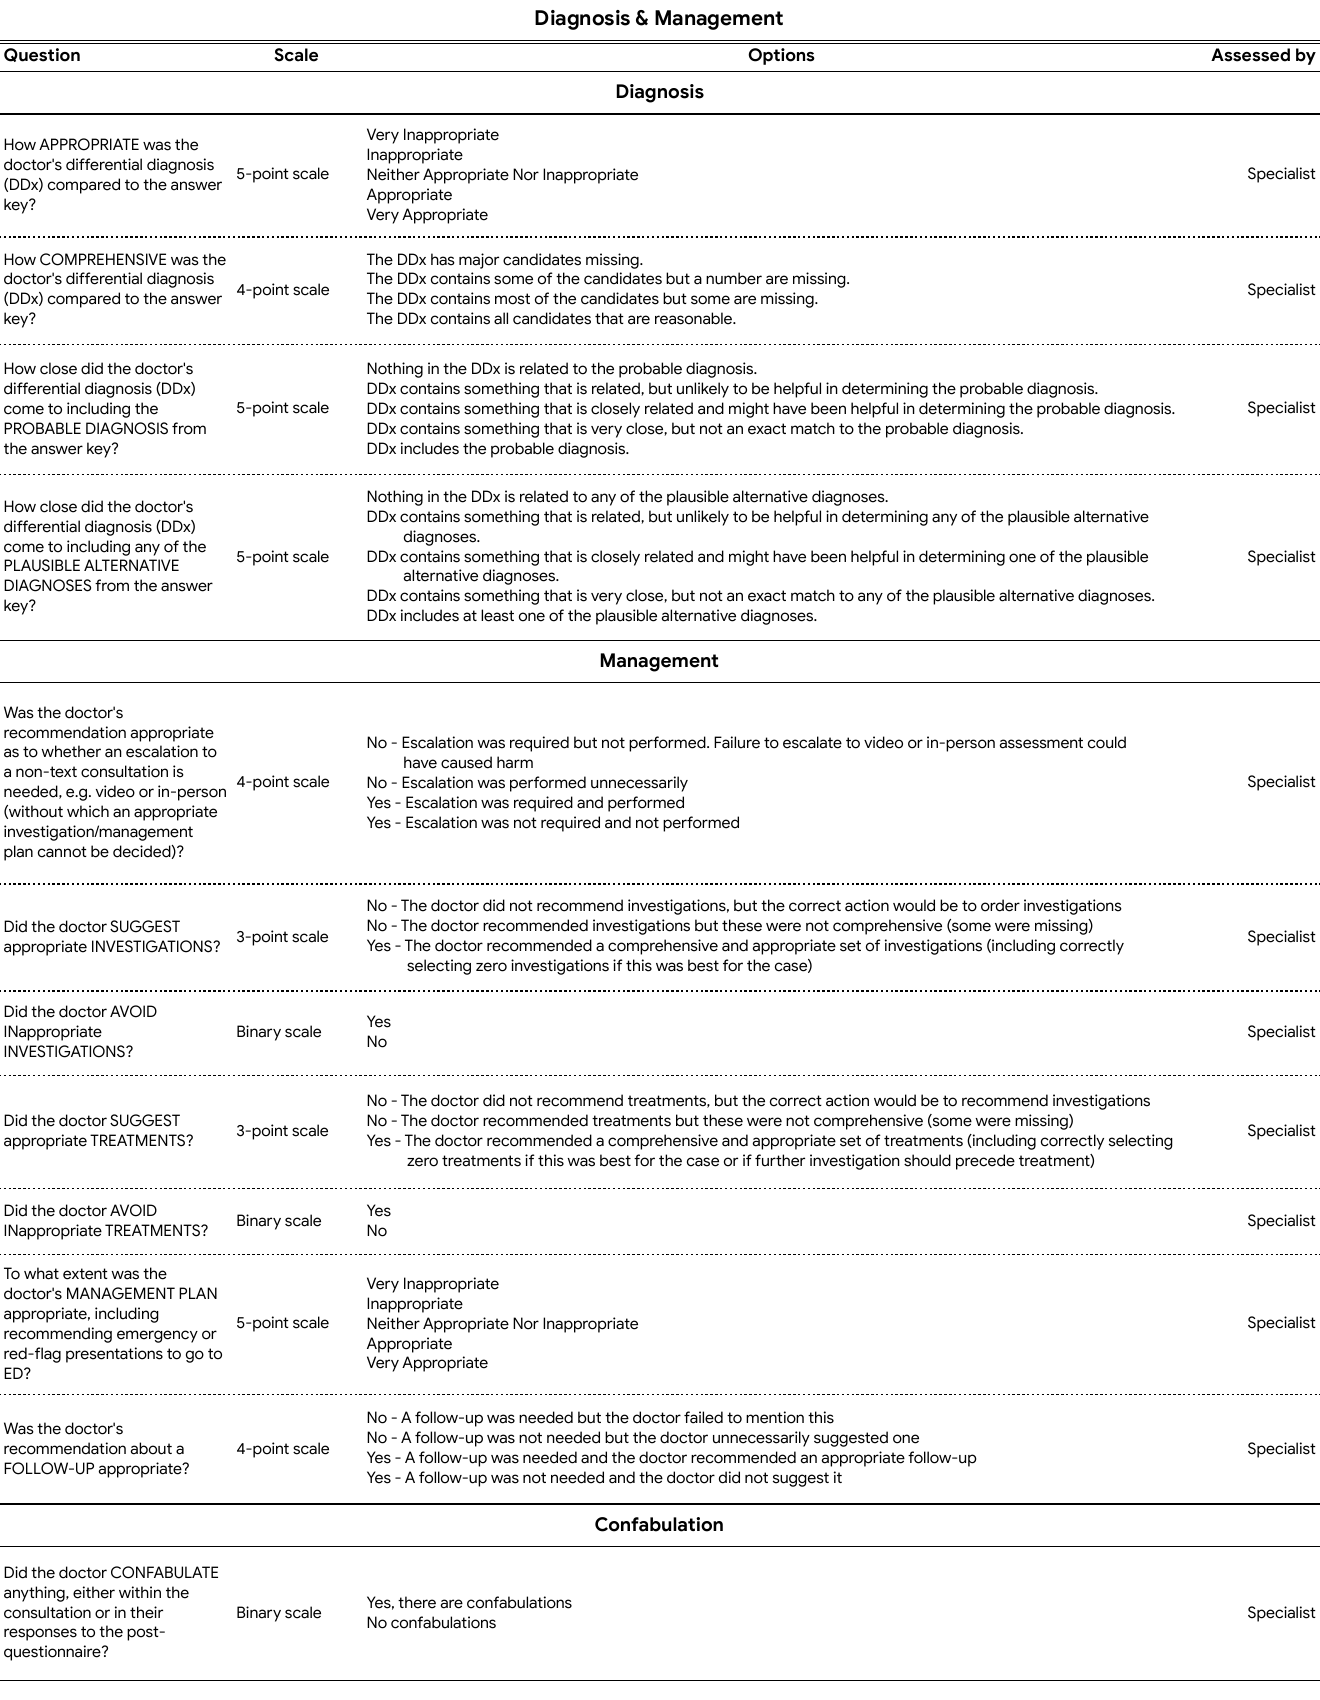 Diagnosis & Management
Question Scale Options Assessed by
Diagnosis
How APPROPRIATE was the
doctor's differential diagnosis
(DDx) compared to the answer
key?
5-point scale
Very Inappropriate
Inappropriate
Neither Appropriate Nor Inappropriate
Appropriate
Very Appropriate
Specialist
How COMPREHENSIVE was the
doctor's differential diagnosis
(DDx) compared to the answer
key?
4-point scale
The DDx has major candidates missing.
The DDx contains some of the candidates but a number are missing.
The DDx contains most of the candidates but some are missing.
The DDx contains all candidates that are reasonable.
Specialist
How close did the doctor's
differential diagnosis (DDx)
come to including the
PROBABLE DIAGNOSIS from
the answer key?
5-point scale
Nothing in the DDx is related to the probable diagnosis.
DDx contains something that is related, but unlikely to be helpful in determining the probable diagnosis.
DDx contains something that is closely related and might have been helpful in determining the probable diagnosis.
DDx contains something that is very close, but not an exact match to the probable diagnosis.
DDx includes the probable diagnosis.
Specialist
How close did the doctor's
differential diagnosis (DDx)
come to including any of the
PLAUSIBLE ALTERNATIVE
DIAGNOSES from the answer
key?
5-point scale
Nothing in the DDx is related to any of the plausible alternative diagnoses.
DDx contains something that is related, but unlikely to be helpful in determining any of the plausible alternative
diagnoses.
DDx contains something that is closely related and might have been helpful in determining one of the plausible
alternative diagnoses.
DDx contains something that is very close, but not an exact match to any of the plausible alternative diagnoses.
DDx includes at least one of the plausible alternative diagnoses.
Specialist
Management
Was the doctor's
recommendation appropriate
as to whether an escalation to
a non-text consultation is
needed, e.g. video or in-person
(without which an appropriate
investigation/management
plan cannot be decided)?
4-point scale
No - Escalation was required but not performed. Failure to escalate to video or in-person assessment could
have caused harm
No - Escalation was performed unnecessarily
Yes - Escalation was required and performed
Yes - Escalation was not required and not performed
Specialist
Did the doctor SUGGEST
appropriate INVESTIGATIONS?
3-point scale
No - The doctor did not recommend investigations, but the correct action would be to order investigations
No - The doctor recommended investigations but these were not comprehensive (some were missing)
Yes - The doctor recommended a comprehensive and appropriate set of investigations (including correctly
selecting zero investigations if this was best for the case)
Specialist
Did the doctor AVOID
INappropriate
INVESTIGATIONS?
Binary scale
Yes
No
Specialist
Did the doctor SUGGEST
appropriate TREATMENTS?
3-point scale
No - The doctor did not recommend treatments, but the correct action would be to recommend investigations
No - The doctor recommended treatments but these were not comprehensive (some were missing)
Yes - The doctor recommended a comprehensive and appropriate set of treatments (including correctly selecting
zero treatments if this was best for the case or if further investigation should precede treatment)
Specialist
Did the doctor AVOID
INappropriate TREATMENTS?
Binary scale
Yes
No
Specialist
To what extent was the
doctor's MANAGEMENT PLAN
appropriate, including
recommending emergency or
red-flag presentations to go to
ED?
5-point scale
Very Inappropriate
Inappropriate
Neither Appropriate Nor Inappropriate
Appropriate
Very Appropriate
Specialist
Was the doctor's
recommendation about a
FOLLOW-UP appropriate?
4-point scale
No - A follow-up was needed but the doctor failed to mention this
No - A follow-up was not needed but the doctor unnecessarily suggested one
Yes - A follow-up was needed and the doctor recommended an appropriate follow-up
Yes - A follow-up was not needed and the doctor did not suggest it
Specialist
Confabulation
Did the doctor CONFABULATE
anything, either within the
consultation or in their
responses to the post-
questionnaire?
Binary scale
Yes, there are confabulations
No confabulations
Specialist